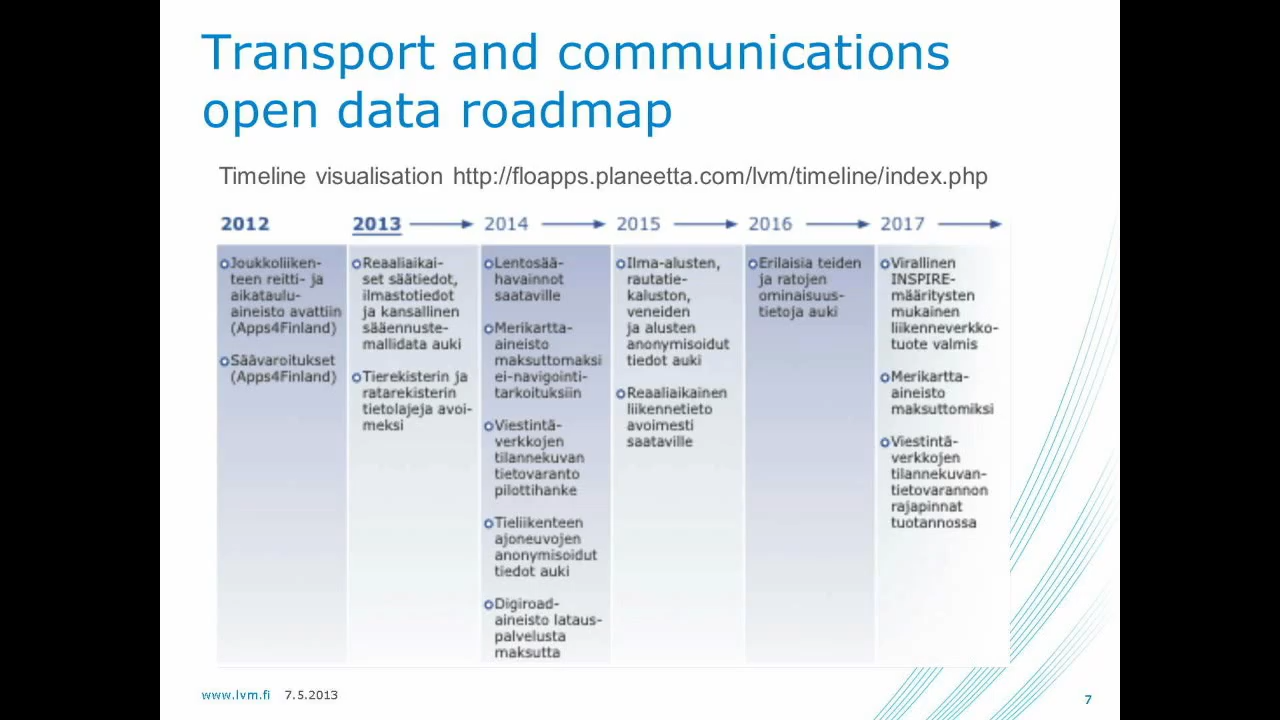 Transport and communications
open data roadmap
Timeline visualisation http://floapps.planeetta.com/lvm/timeline/index.php
2012
2013
2014
2015
2016
2017
Joukkoliiken-
teen reitti- ja
aikataulu-
aineisto avattiin
(Apps4Finland)
Säävaroitukset
(Apps4Finland)
Reaaliaikai-
set säätiedot,
ilmastotiedot
ja kansallinen
sääennuste-
mallidata auki
Tierekisterin ja
ratarekisterin
tietolajeja avoi-
meksi
Lentosää-
havainnot
saataville
Merikartta-
aineisto
maksuttomaksi
ei-navigointi-
tarkoituksiin
Viestintä-
verkkojen
tilannekuvan
tietovaranto
pilottihanke
Tieliikenteen
ajoneuvojen
anonymisoidut
tiedot auki
Digiroad-
aineisto lataus-
palvelusta
maksutta
Ilma-alusten,
rautatie-
kaluston,
veneiden
ja alusten
anonymisoidut
tiedot auki
Reaaliaikainen
liikennetieto
avoimesti
saataville
Erilaisia teiden
ja ratojen
ominaisuus-
tietoja auki
Virallinen
INSPIRE-
määritysten
mukainen
liikenneverkko-
tuote valmis
Merikartta-
aineisto
maksuttomiksi
Viestintä-
verkkojen
tilannekuvan-
tietovarannon
rajapinnat
tuotannossa
www.lvm.fi 7.5.2013
7